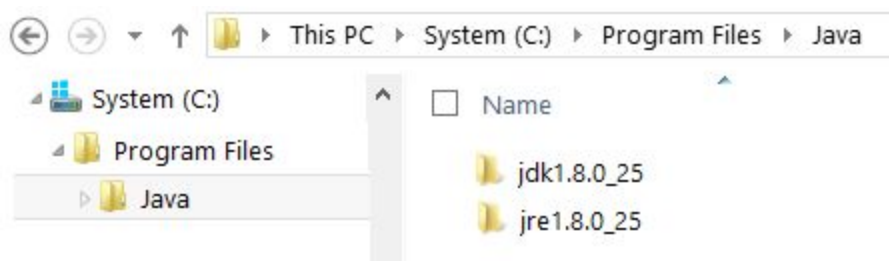 This PC System (C:) Program Files Java
System (C:)
Program Files
Java
Name
jdk1.8.0_25
jre1.8.0_25